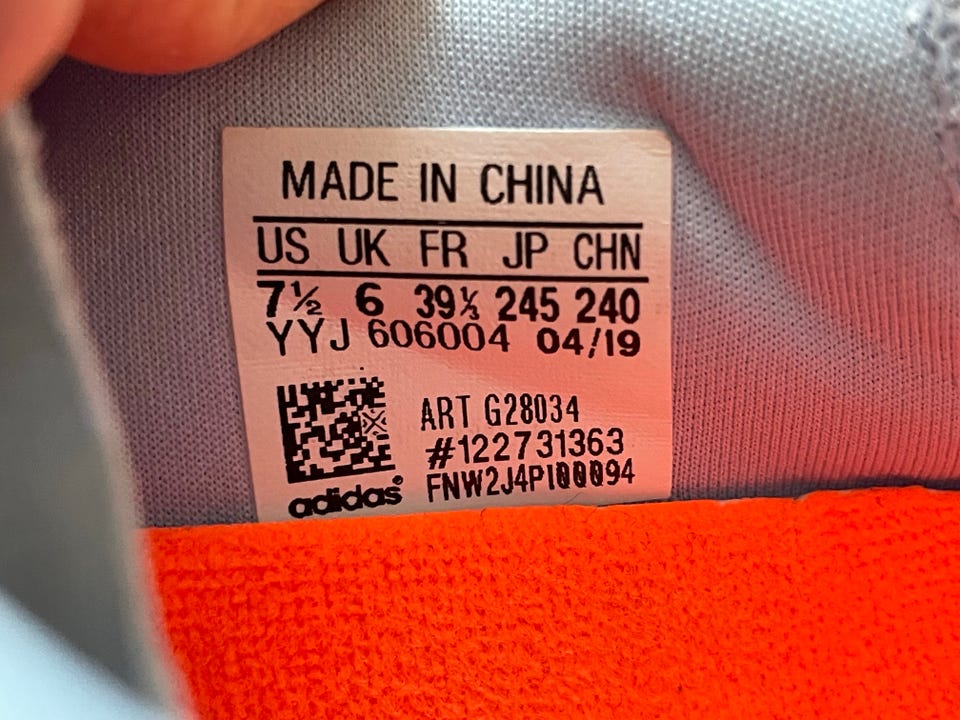 MADE IN CHINA
US UK FR JP CHN
7½ 6 39⅓ 245 240
YYJ 606004 04/19
ART G28034
#122731363
FNW2J4PI00094
adidas®